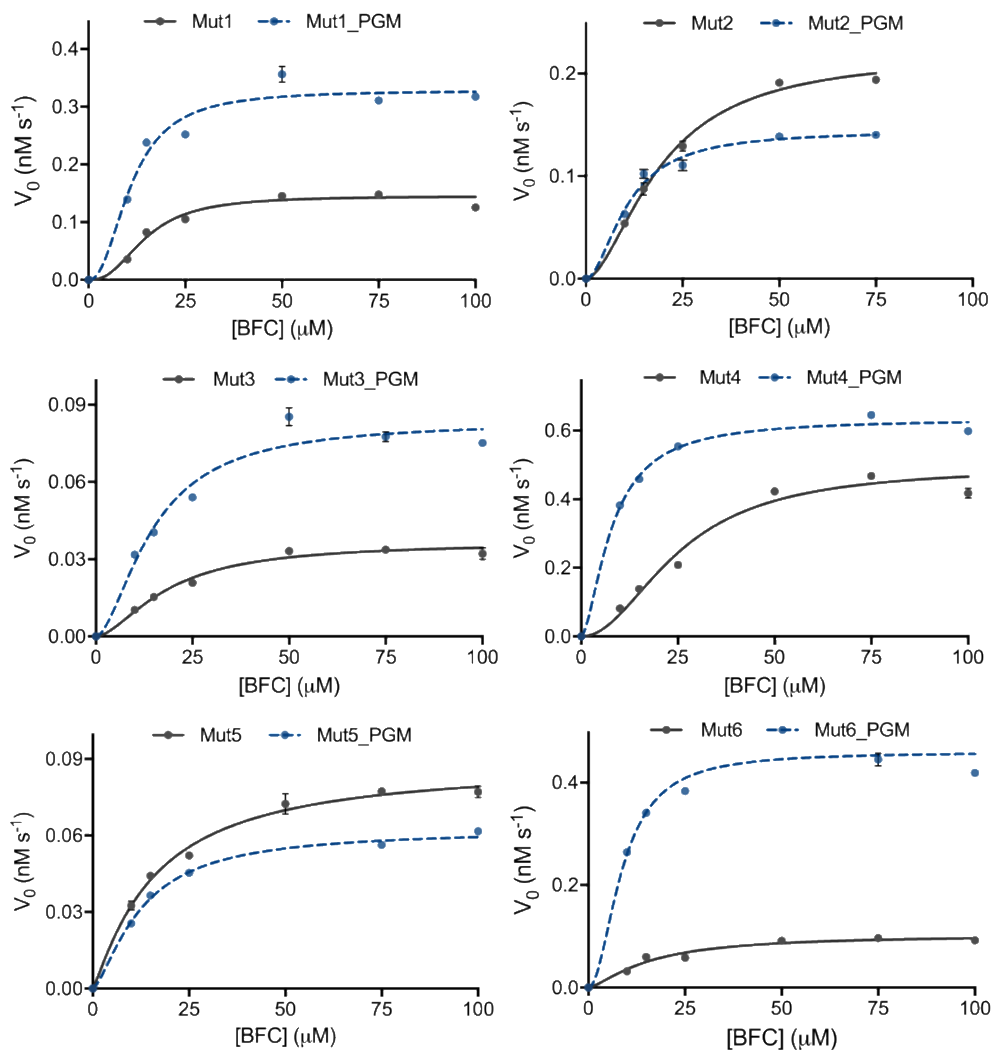 Mut1 Mut1_PGM
0.4
0.3
0.2
0.1
0.0
V0 (nM s-1)
0 25 50 75 100
[BFC] (μM)
Mut2 Mut2_PGM
0.2
0.1
0.0
V0 (nM s-1)
0 25 50 75 100
[BFC] (μM)
Mut3 Mut3_PGM
0.09
0.06
0.03
0.00
V0 (nM s-1)
0 25 50 75 100
[BFC] (μM)
Mut4 Mut4_PGM
0.6
0.4
0.2
0.0
V0 (nM s-1)
0 25 50 75 100
[BFC] (μM)
Mut5 Mut5_PGM
0.09
0.06
0.03
0.00
V0 (nM s-1)
0 25 50 75 100
[BFC] (μM)
Mut6 Mut6_PGM
0.4
0.2
0.0
V0 (nM s-1)
0 25 50 75 100
[BFC] (μM)